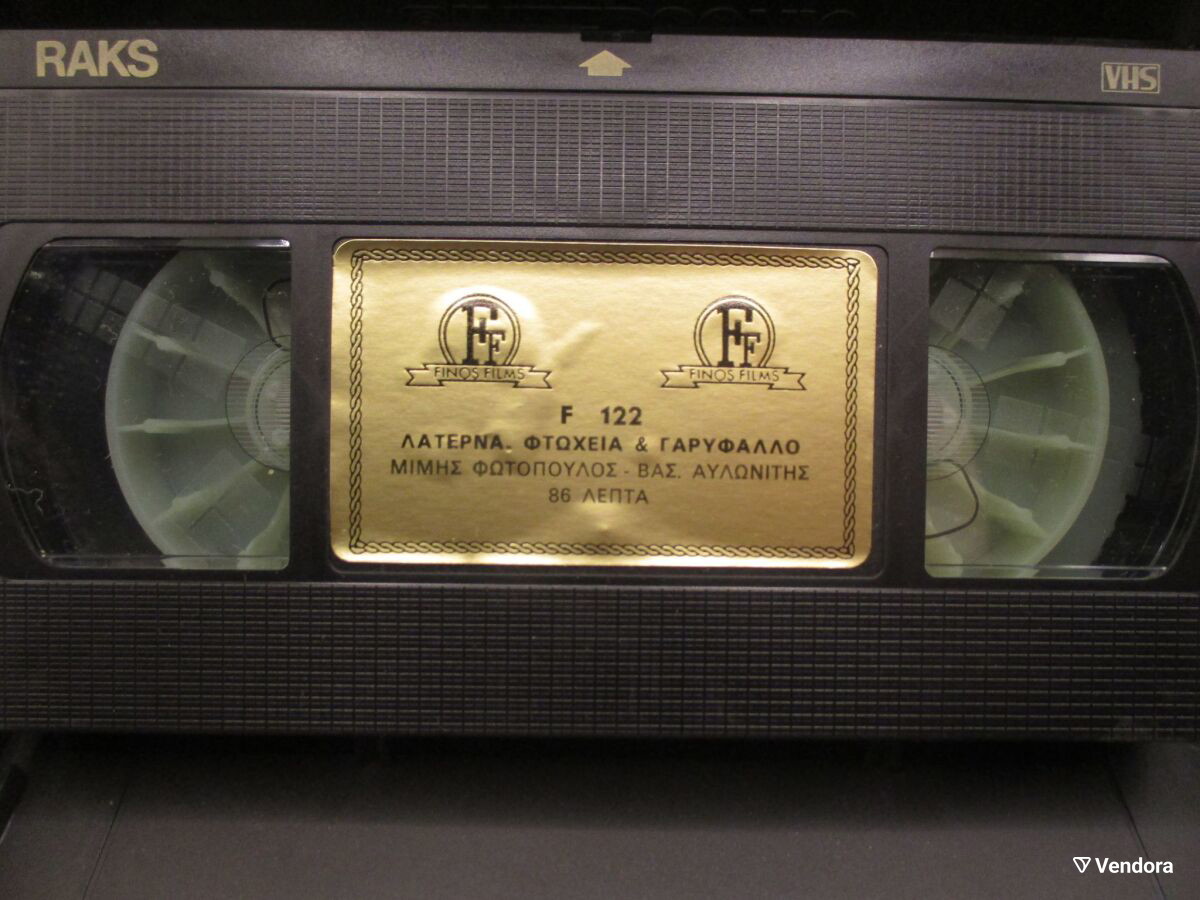 RAKS
VHS
FF FF
FINOS FILMS FINOS FILMS
F 122
ΛΑΤΕΡΝΑ. ΦΤΩΧΕΙΑ & ΓΑΡΥΦΑΛΛΟ
ΜΙΜΗΣ ΦΩΤΟΠΟΥΛΟΣ - ΒΑΣ. ΑΥΛΩΝΙΤΗΣ
86 ΛΕΠΤΑ
Vendora